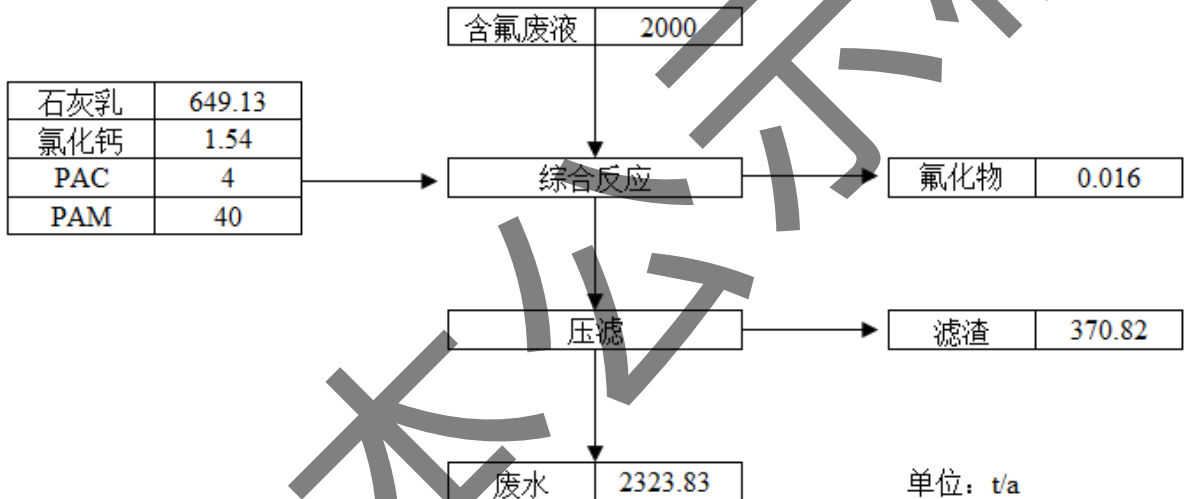 含氟废液 2000
石灰乳 649.13
氯化钙 1.54
PAC 4
PAM 40
综合反应
氟化物 0.016
压滤
滤渣 370.82
废水 2323.83
单位：t/a